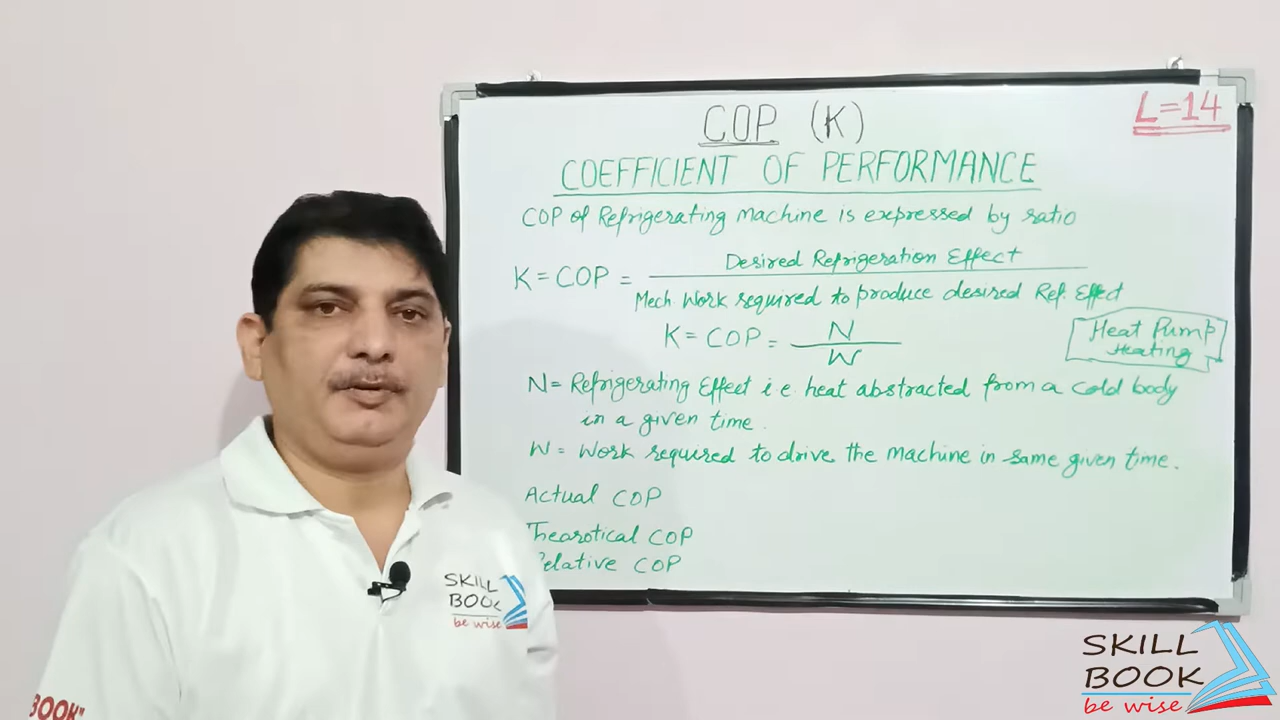 COP (K)
L=14
COEFFICIENT OF PERFORMANCE
COP of Refrigerating machine is expressed by ratio
K = COP = Desired Refrigeration Effect
Mech. Work required to produce desired Ref. Effect
K = COP = N
W
Heat Pump
Heating
N = Refrigerating Effect i.e. heat abstracted from a cold body
in a given time.
W = Work required to drive the machine in same given time.
Actual COP
Thearotical COP
Relative COP
SKILL
BOOK
be wise
BOOK"
SKILL
BOOK
be wise